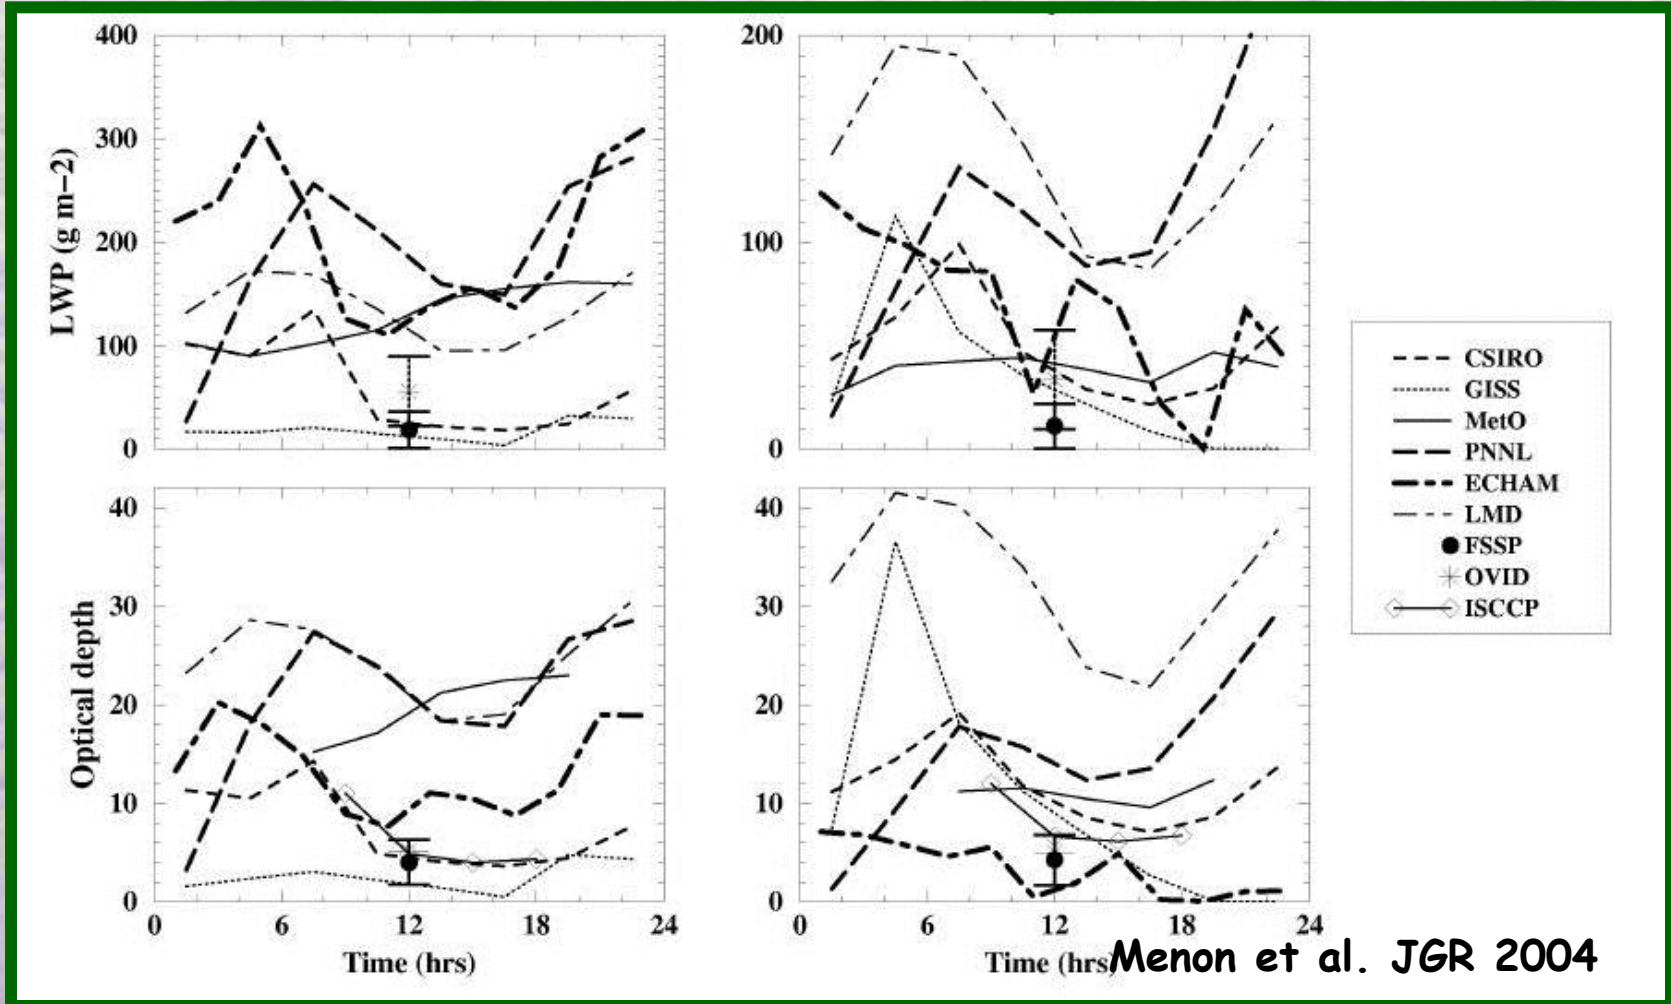 400
300
200
100
0
LWP (g m−2)
200
100
0
40
30
20
10
0
Optical depth
0 6 12 18 24
Time (hrs)
40
30
20
10
0
0 6 12 18 24
Time (hrs)
CSIRO
GISS
MetO
PNNL
ECHAM
LMD
FSSP
OVID
ISCCP
Menon et al. JGR 2004